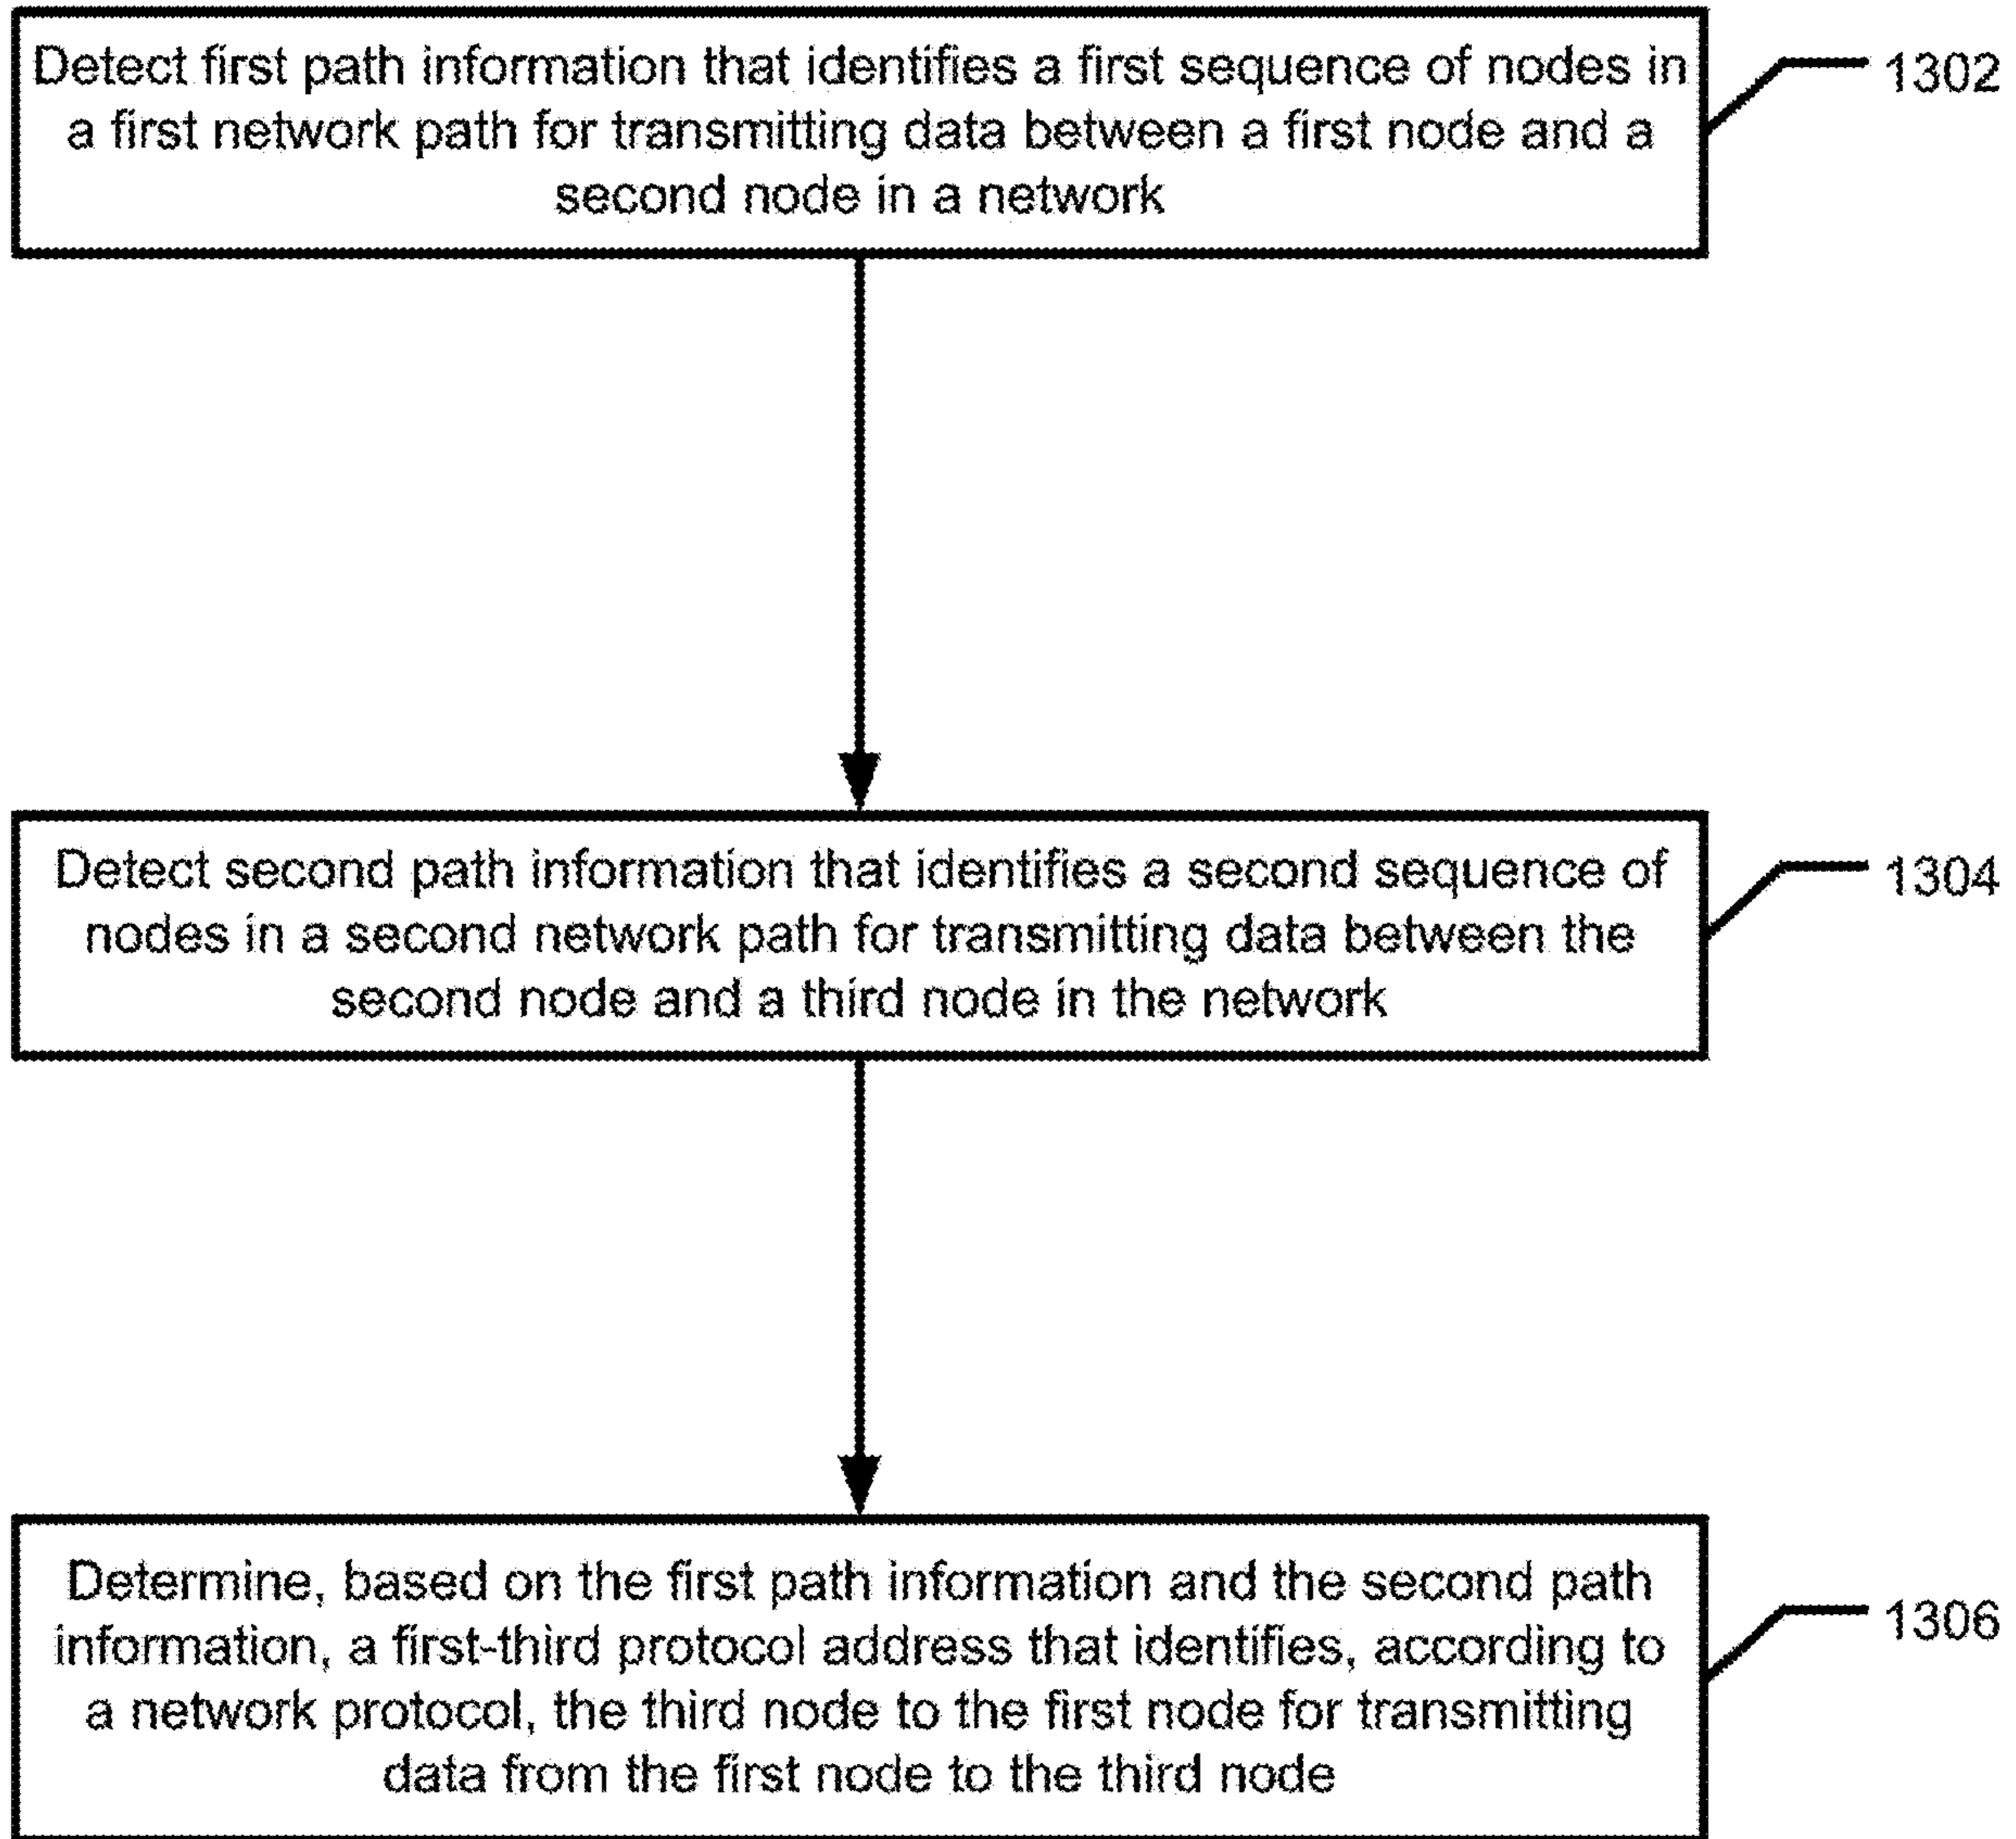 Detect first path information that identifies a first sequence of nodes in
a first network path for transmitting data between a first node and a
second node in a network
1302
Detect second path information that identifies a second sequence of
nodes in a second network path for transmitting data between the
second node and a third node in the network
1304
Determine, based on the first path information and the second path
information, a first-third protocol address that identifies, according to
a network protocol, the third node to the first node for transmitting
data from the first node to the third node
1306